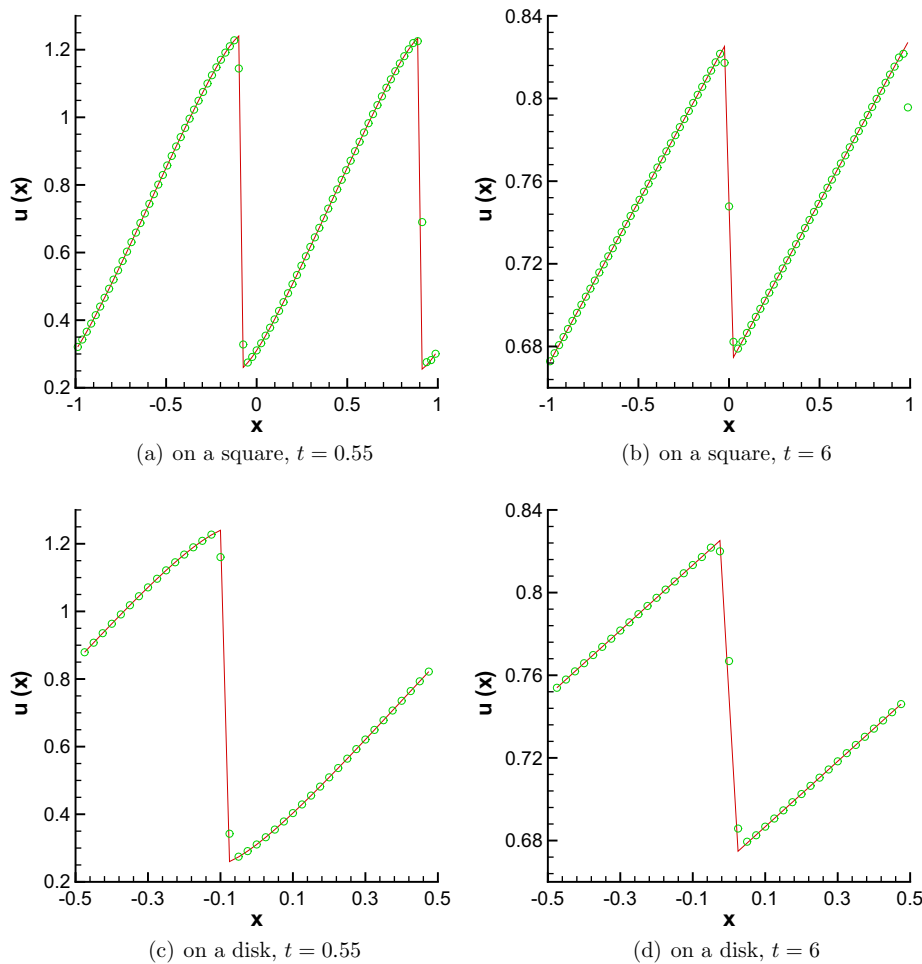 1.2
1
0.8
0.6
0.4
0.2
u (x)
-1 -0.5 0 0.5 1
x
(a) on a square, t = 0.55
0.84
0.8
0.76
0.72
0.68
u (x)
-1 -0.5 0 0.5 1
x
(b) on a square, t = 6
1.2
1
0.8
0.6
0.4
0.2
u (x)
-0.5 -0.3 -0.1 0.1 0.3 0.5
x
(c) on a disk, t = 0.55
0.84
0.8
0.76
0.72
0.68
u (x)
-0.5 -0.3 -0.1 0.1 0.3 0.5
x
(d) on a disk, t = 6